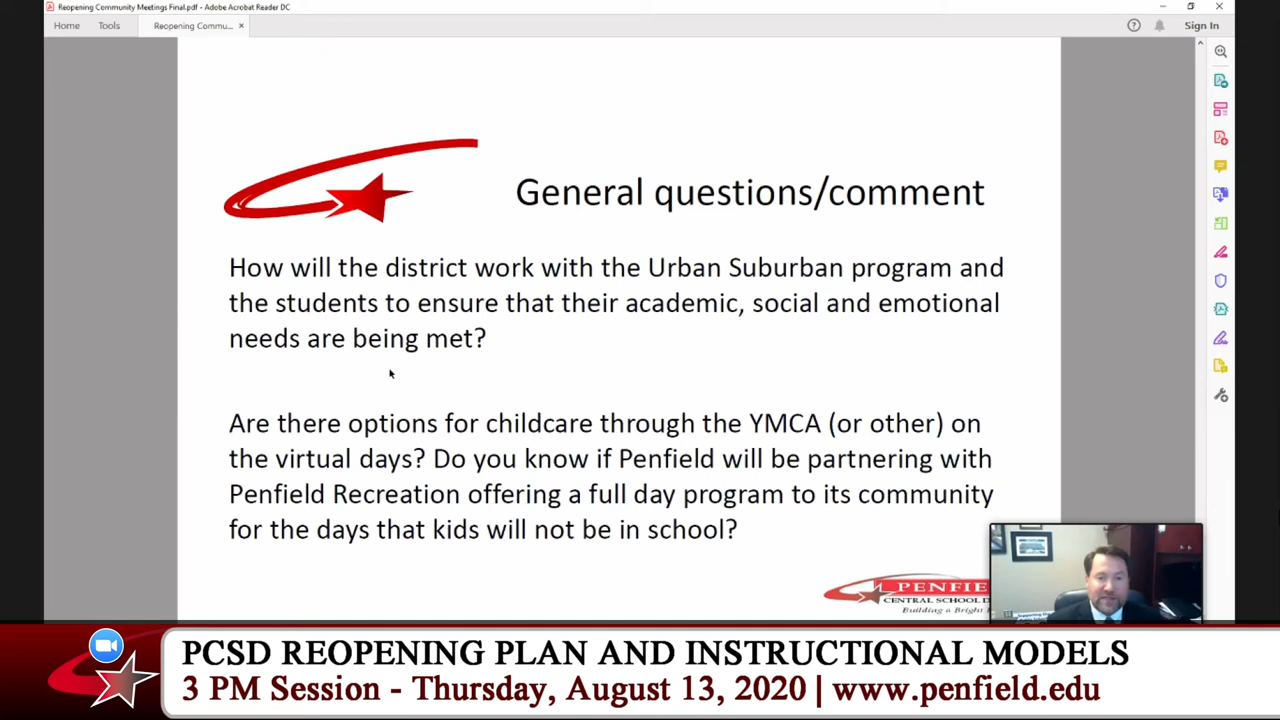 Reopening Community Meetings Final.pdf - Adobe Acrobat Reader DC
Home Tools Reopening Commu... × Sign In
General questions/comment
How will the district work with the Urban Suburban program and
the students to ensure that their academic, social and emotional
needs are being met?
Are there options for childcare through the YMCA (or other) on
the virtual days? Do you know if Penfield will be partnering with
Penfield Recreation offering a full day program to its community
for the days that kids will not be in school?
PENFIE
CENTRAL SCHOOL D
Building a Bright
PCSD REOPENING PLAN AND INSTRUCTIONAL MODELS
3 PM Session - Thursday, August 13, 2020 | www.penfield.edu